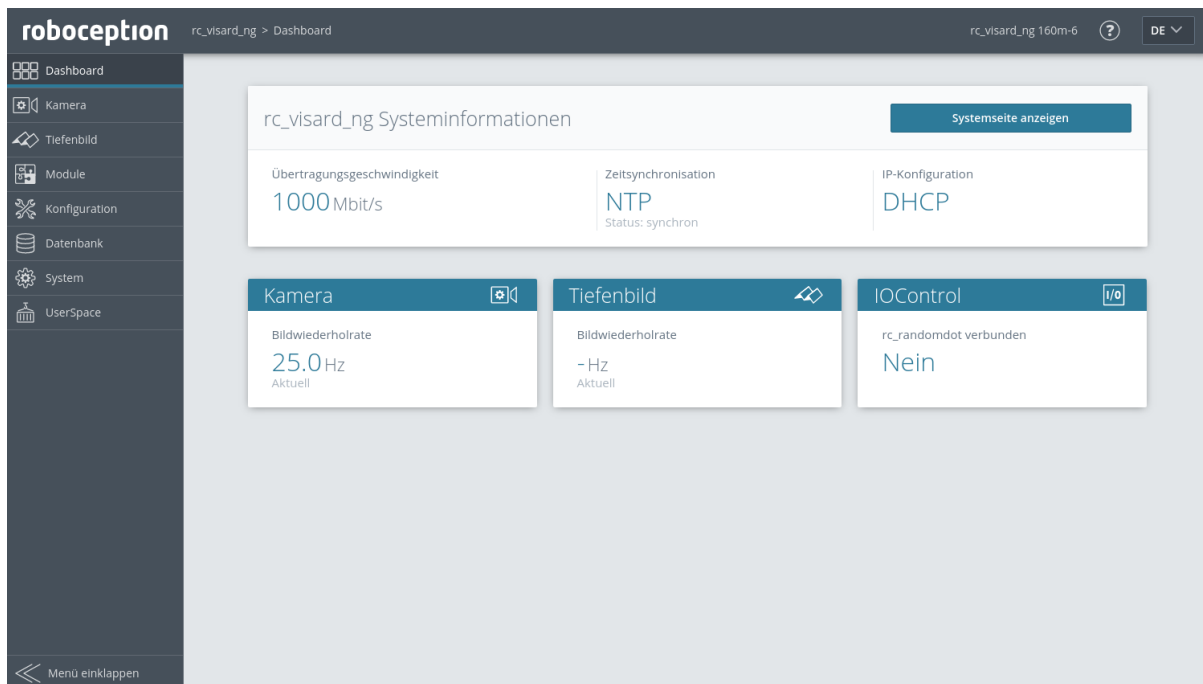 roboception
rc_visard_ng > Dashboard
rc_visard_ng 160m-6
?
DE
Dashboard
Kamera
Tiefenbild
Module
Konfiguration
Datenbank
System
UserSpace
Menü einklappen
rc_visard_ng Systeminformationen
Systemseite anzeigen
Übertragungsgeschwindigkeit
1000 Mbit/s
Zeitsynchronisation
NTP
Status: synchron
IP-Konfiguration
DHCP
Kamera
Bildwiederholrate
25.0 Hz
Aktuell
Tiefenbild
Bildwiederholrate
- Hz
Aktuell
IOControl
I/O
rc_randomdot verbunden
Nein